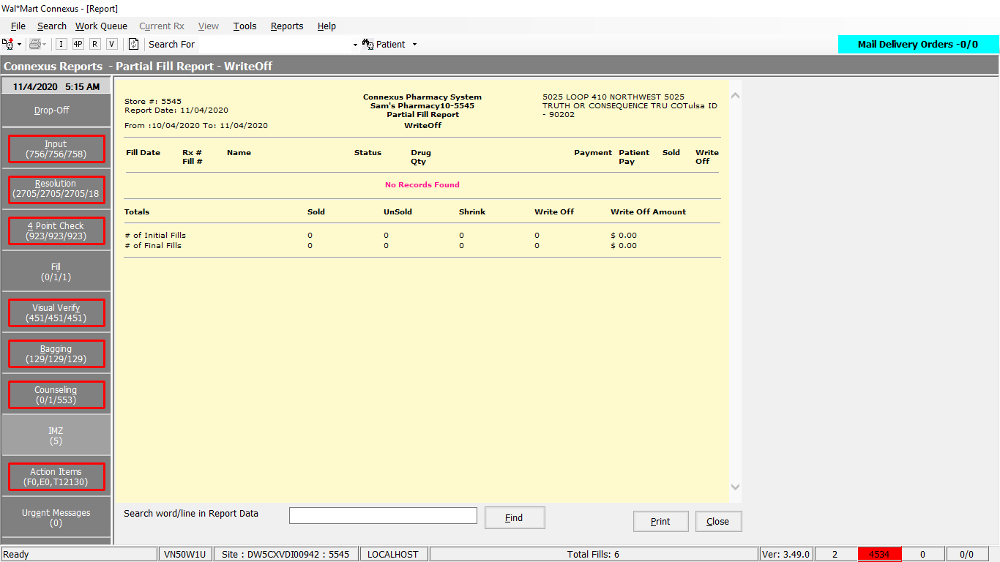 Wal*Mart Connexus - [Report]
File Search Work Queue Current Rx View Tools Reports Help
I 4P R V Search For Patient Mail Delivery Orders -0/0
Connexus Reports - Partial Fill Report - WriteOff
11/4/2020 5:15 AM
Drop-Off
Input
(756/756/758)
Resolution
(2705/2705/2705/18
4 Point Check
(923/923/923)
Fill
(0/1/1)
Visual Verify
(451/451/451)
Bagging
(129/129/129)
Counseling
(0/1/553)
IMZ
(5)
Action Items
(F0,E0,T12130)
Urgent Messages
(0)
Store #: 5545
Report Date: 11/04/2020
From :10/04/2020 To: 11/04/2020
Connexus Pharmacy System
Sam's Pharmacy10-5545
Partial Fill Report
WriteOff
5025 LOOP 410 NORTHWEST 5025
TRUTH OR CONSEQUENCE TRU COTulsa ID
- 90202
Fill Date Rx # Name Status Drug Payment Patient Sold Write
Fill # Qty Pay Off
No Records Found
Totals Sold UnSold Shrink Write Off Write Off Amount
# of Initial Fills 0 0 0 0 $ 0.00
# of Final Fills 0 0 0 0 $ 0.00
Search word/line in Report Data Find Print Close
Ready VN50W1U Site : DW5CXVDI00942 : 5545 LOCALHOST Total Fills: 6 Ver: 3.49.0 2 4534 0 0/0